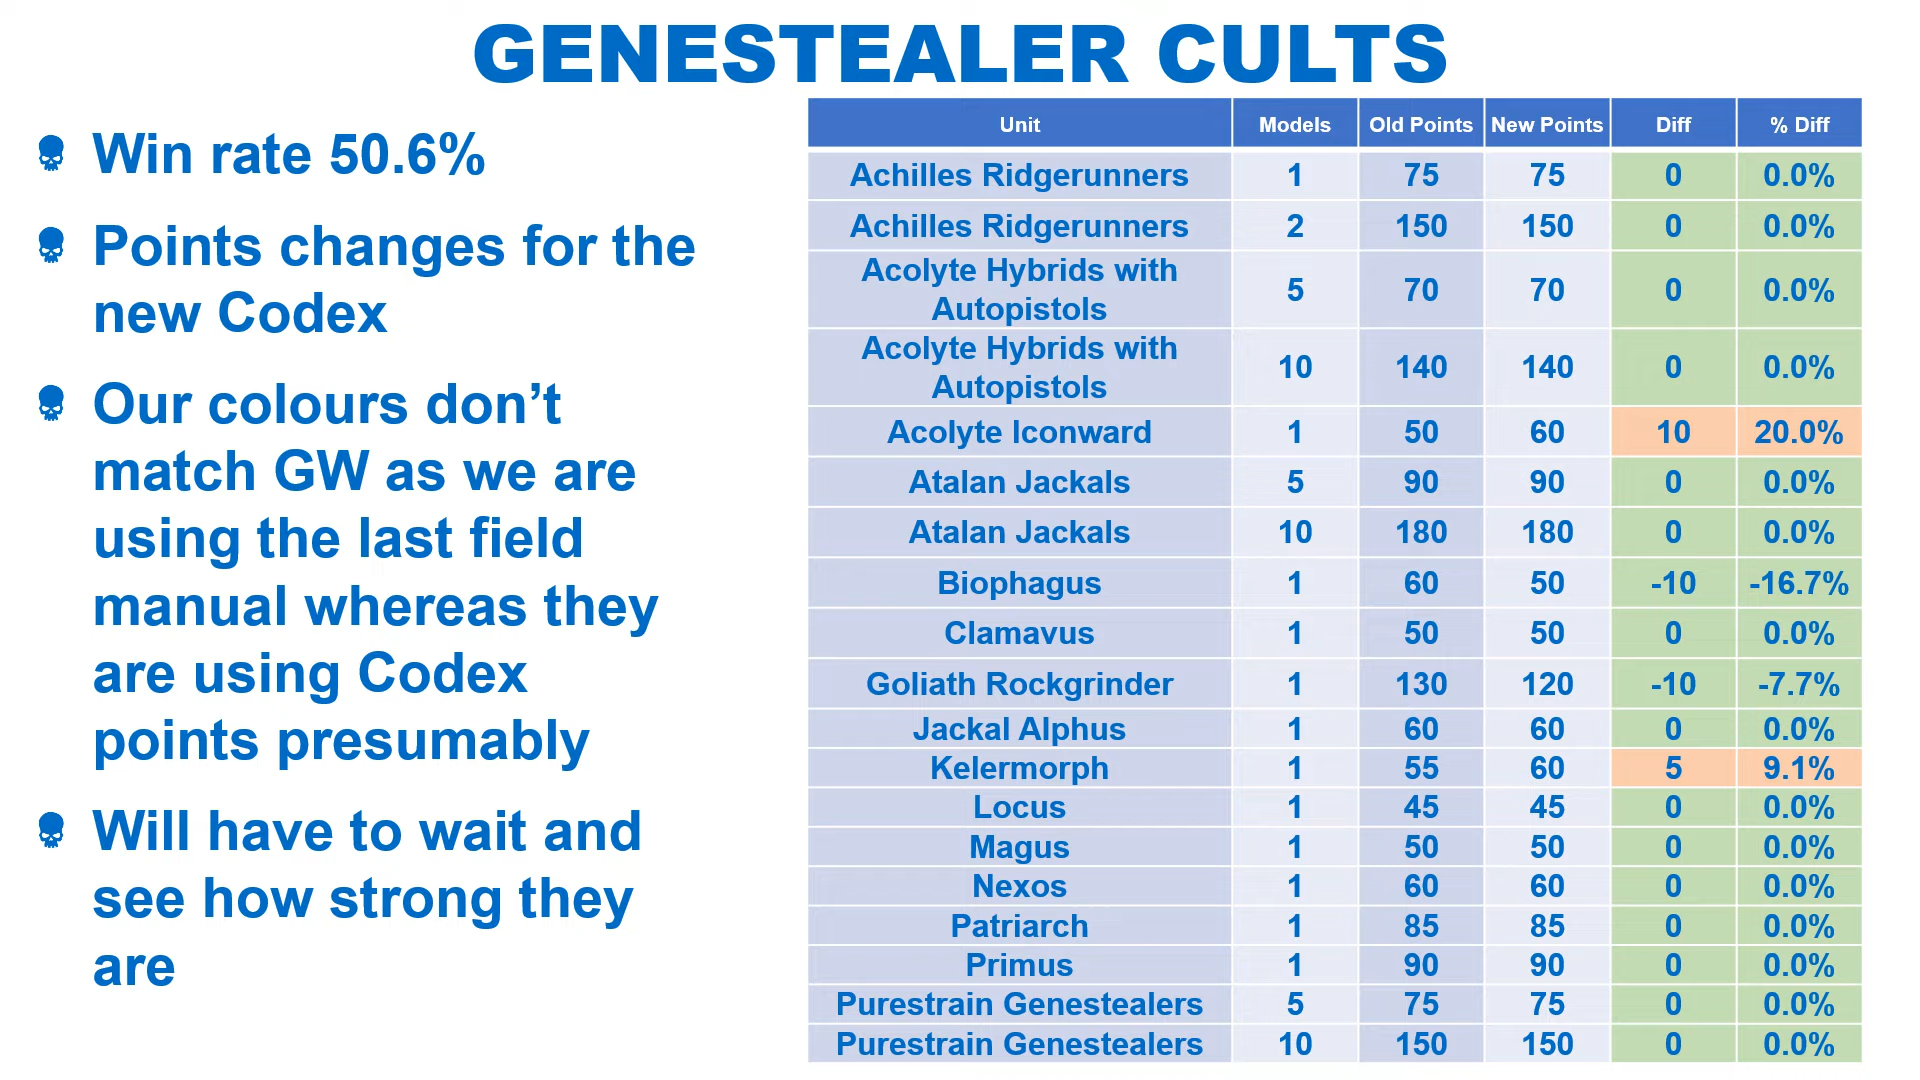 GENESTEALER CULTS
Win rate 50.6%
Points changes for the
new Codex
Our colours don’t
match GW as we are
using the last field
manual whereas they
are using Codex
points presumably
Will have to wait and
see how strong they
are
Unit Models Old Points New Points Diff % Diff
Achilles Ridgerunners 1 75 75 0 0.0%
Achilles Ridgerunners 2 150 150 0 0.0%
Acolyte Hybrids with
Autopistols 5 70 70 0 0.0%
Acolyte Hybrids with
Autopistols 10 140 140 0 0.0%
Acolyte Iconward 1 50 60 10 20.0%
Atalan Jackals 5 90 90 0 0.0%
Atalan Jackals 10 180 180 0 0.0%
Biophagus 1 60 50 -10 -16.7%
Clamavus 1 50 50 0 0.0%
Goliath Rockgrinder 1 130 120 -10 -7.7%
Jackal Alphus 1 60 60 0 0.0%
Kelermorph 1 55 60 5 9.1%
Locus 1 45 45 0 0.0%
Magus 1 50 50 0 0.0%
Nexos 1 60 60 0 0.0%
Patriarch 1 85 85 0 0.0%
Primus 1 90 90 0 0.0%
Purestrain Genestealers 5 75 75 0 0.0%
Purestrain Genestealers 10 150 150 0 0.0%